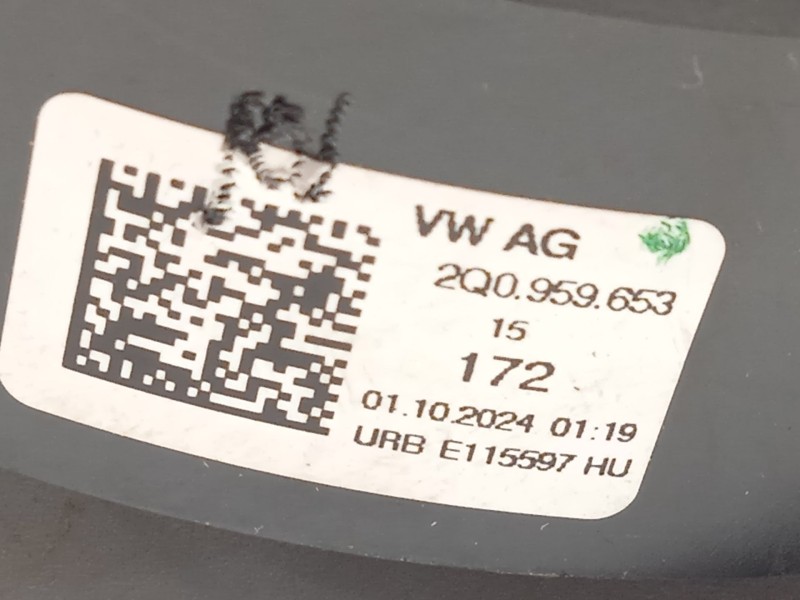 VW AG
2Q0.959.653
15
172
01.10.2024 01:19
URB E115597 HU